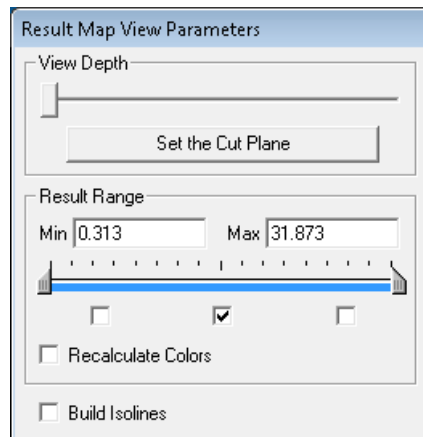 Result Map View Parameters
View Depth
Set the Cut Plane
Result Range
Min 0.313 Max 31.873
Recalculate Colors
Build Isolines